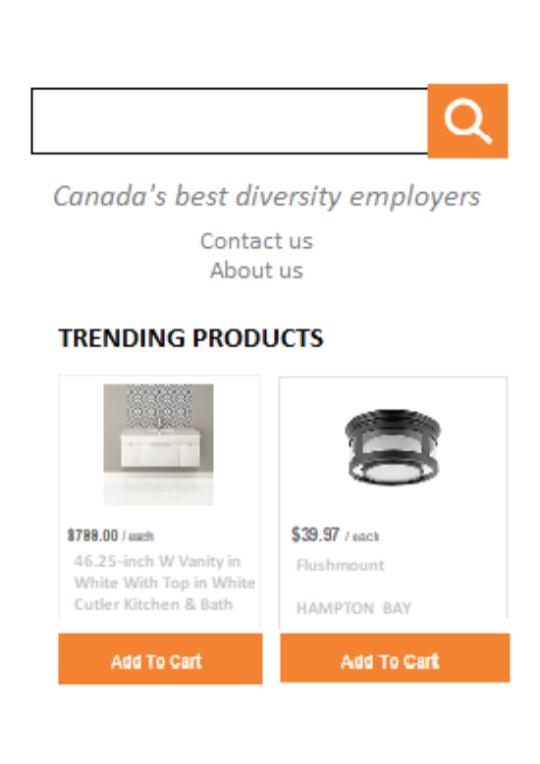 Canada's best diversity employers
Contact us
About us
TRENDING PRODUCTS
$799.00 / each
46.25-inch W Vanity in
White With Top in White
Cutler Kitchen & Bath
Add To Cart
$39.97 / each
Flushmount
HAMPTON BAY
Add To Cart